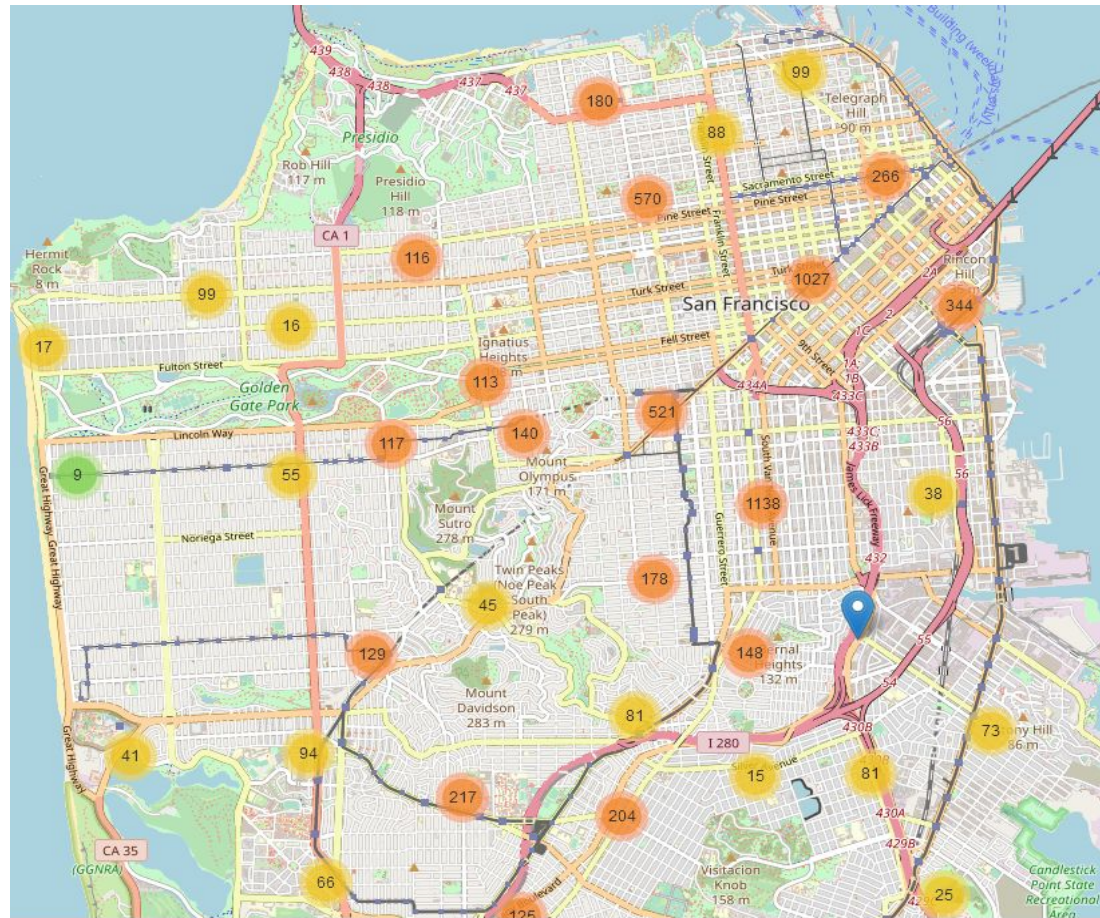 439
438
438
437
437
180
99
Telegraph
Hill
90 m
Building (week
Presidio
88
Rob Hill
117 m
Presidio
Hill
118 m
Sacramento Street
266
570
Pine Street
Pine Street
Franklin Street
CA 1
Hermit
Rock
8 m
116
2A
Rincon
Hill
Turk
1027
99
Turk Street
San Francisco
344
2
16
1C
17
Ignatius
Heights
Fell Street
9th Street
Fulton Street
1A
1B
113
434A
433C
Golden
Gate Park
521
56
Lincoln Way
117
140
433C
433B
Mount
Olympus
171 m
9
55
South Van
James Lick Freeway
56
38
Great Highway
Great Highway
Mount
Sutro
278 m
1138
Guerrero Street
Noriega Street
432
Twin Peaks
(Noe Peak
South
Peak)
279 m
178
45
55
129
148
Heights
132 m
54
Mount
Davidson
283 m
81
Great Highway
430B
73
86 m
I 280
41
94
Silver Avenue
15
81
217
204
430A
CA 35
(GGNRA)
429B
66
Visitacion
Knob
158 m
25
Candlestick
Point State
Recreational
Area